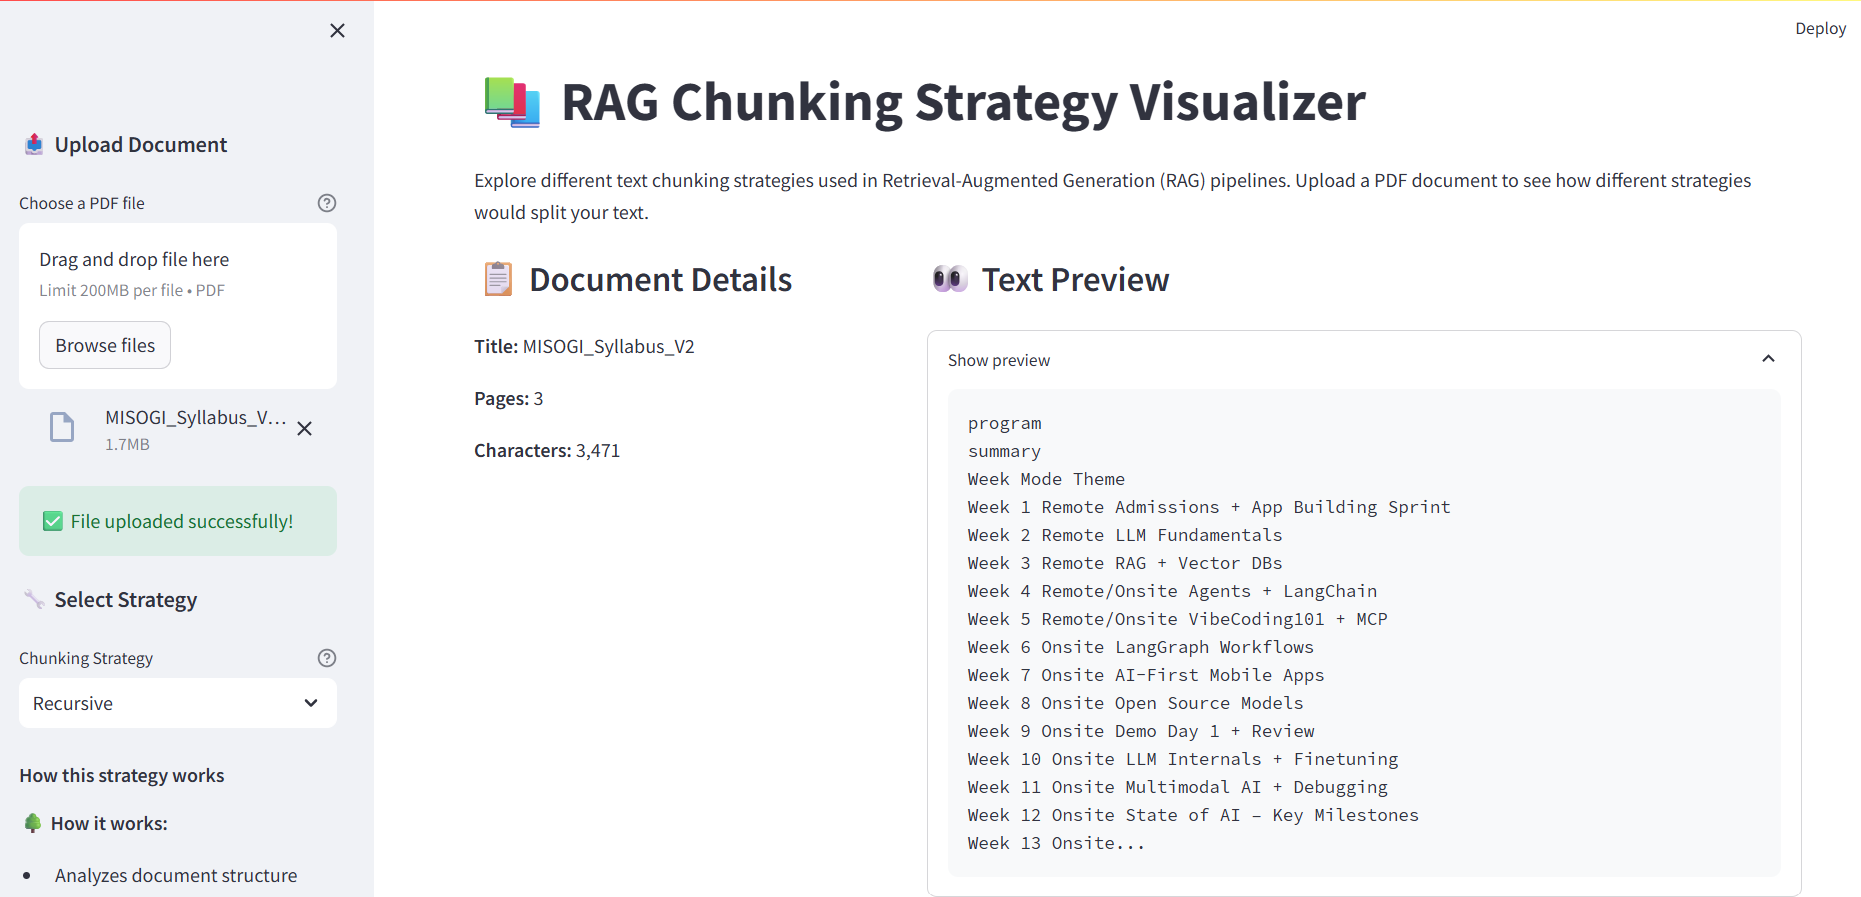 Deploy
Upload Document
Choose a PDF file
Drag and drop file here
Limit 200MB per file • PDF
Browse files
MISOGI_Syllabus_V...
1.7MB
File uploaded successfully!
Select Strategy
Chunking Strategy
Recursive
How this strategy works
How it works:
• Analyzes document structure
RAG Chunking Strategy Visualizer
Explore different text chunking strategies used in Retrieval-Augmented Generation (RAG) pipelines. Upload a PDF document to see how different strategies
would split your text.
Document Details
Title: MISOGI_Syllabus_V2
Pages: 3
Characters: 3,471
Text Preview
Show preview
program
summary
Week Mode Theme
Week 1 Remote Admissions + App Building Sprint
Week 2 Remote LLM Fundamentals
Week 3 Remote RAG + Vector DBs
Week 4 Remote/Onsite Agents + LangChain
Week 5 Remote/Onsite VibeCoding101 + MCP
Week 6 Onsite LangGraph Workflows
Week 7 Onsite AI-First Mobile Apps
Week 8 Onsite Open Source Models
Week 9 Onsite Demo Day 1 + Review
Week 10 Onsite LLM Internals + Finetuning
Week 11 Onsite Multimodal AI + Debugging
Week 12 Onsite State of AI – Key Milestones
Week 13 Onsite...